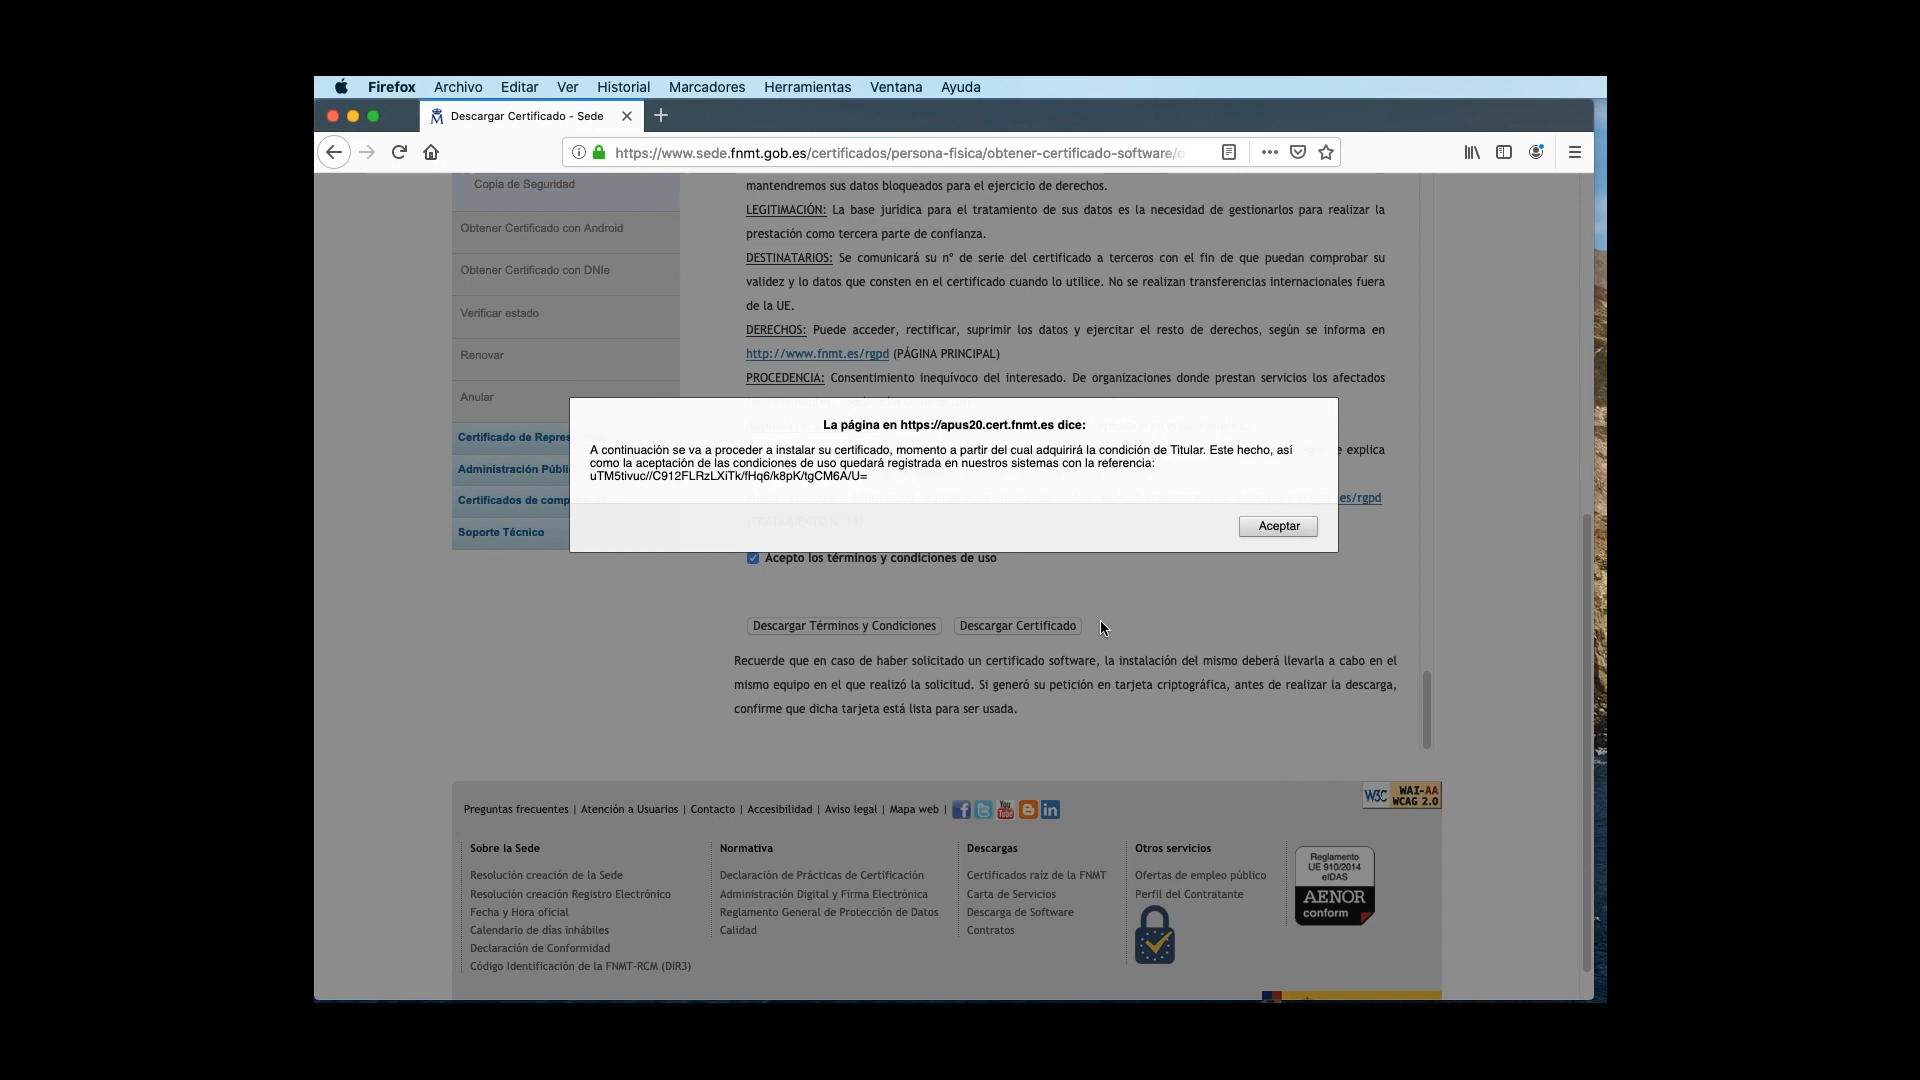 Firefox Archivo Editar Ver Historial Marcadores Herramientas Ventana Ayuda
Descargar Certificado - Sede
https://www.sede.fnmt.gob.es/certificados/persona-fisica/obtener-certificado-software/d
Copia de Seguridad
Obtener Certificado con Android
Obtener Certificado con DNIe
Verificar estado
Renovar
Anular
Certificado de Repres
Administración Públi
Certificados de comp
Soporte Técnico
mantendremos sus datos bloqueados para el ejercicio de derechos.
LEGITIMACIÓN: La base jurídica para el tratamiento de sus datos es la necesidad de gestionarlos para realizar la
prestación como tercera parte de confianza.
DESTINATARIOS: Se comunicará su nº de serie del certificado a terceros con el fin de que puedan comprobar su
validez y lo datos que consten en el certificado cuando lo utilice. No se realizan transferencias internacionales fuera
de la UE.
DERECHOS: Puede acceder, rectificar, suprimir los datos y ejercitar el resto de derechos, según se informa en
http://www.fnmt.es/rgpd (PÁGINA PRINCIPAL)
PROCEDENCIA: Consentimiento inequívoco del interesado. De organizaciones donde prestan servicios los afectados
La página en https://apus20.cert.fnmt.es dice:
A continuación se va a proceder a instalar su certificado, momento a partir del cual adquirirá la condición de Titular. Este hecho, así
como la aceptación de las condiciones de uso quedará registrada en nuestros sistemas con la referencia:
uTM5tivuc//C912FLRzLXiTk/fHq6/k8pK/tgCM6A/U=
Aceptar
e explica
es/rgpd
Acepto los términos y condiciones de uso
Descargar Términos y Condiciones Descargar Certificado
Recuerde que en caso de haber solicitado un certificado software, la instalación del mismo deberá llevarla a cabo en el
mismo equipo en el que realizó la solicitud. Si generó su petición en tarjeta criptográfica, antes de realizar la descarga,
confirme que dicha tarjeta está lista para ser usada.
Preguntas frecuentes | Atención a Usuarios | Contacto | Accesibilidad | Aviso legal | Mapa web |
You Tube
W3C WAI-AA
WCAG 2.0
Sobre la Sede
Resolución creación de la Sede
Resolución creación Registro Electrónico
Fecha y Hora oficial
Calendario de días inhábiles
Declaración de Conformidad
Código Identificación de la FNMT-RCM (DIR3)
Normativa
Declaración de Prácticas de Certificación
Administración Digital y Firma Electrónica
Reglamento General de Protección de Datos
Calidad
Descargas
Certificados raíz de la FNMT
Carta de Servicios
Descarga de Software
Contratos
Otros servicios
Ofertas de empleo público
Perfil del Contratante
Reglamento
UE 910/2014
eIDAS
AENOR
conform